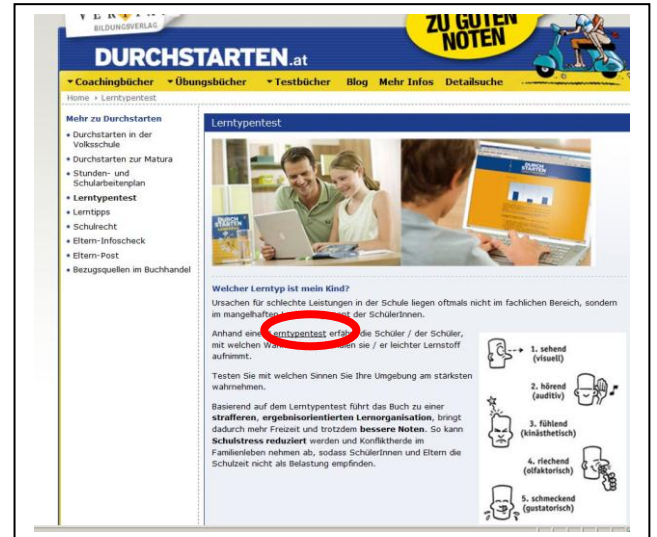 VERITAS
BILDUNGSVERLAG
ZU GUTEN
NOTEN
DURCHSTARTEN.at
Coachingbücher Übungsbücher Testbücher Blog Mehr Infos Detailsuche
Home › Lerntypentest
Mehr zu Durchstarten
• Durchstarten in der
Volksschule
• Durchstarten zur Matura
• Stunden- und
Schularbeitenplan
• Lerntypentest
• Lerntipps
• Schulrecht
• Eltern-Infoscheck
• Eltern-Post
• Bezugsquellen im Buchhandel
Lerntypentest
DURCH
STARTEN
DURCH
STARTEN
Welcher Lerntyp ist mein Kind?
Ursachen für schlechte Leistungen in der Schule liegen oftmals nicht im fachlichen Bereich, sondern
im mangelhaften der SchülerInnen.
Anhand eine Lerntypentest die Schüler / der Schüler,
mit welchen sie / er leichter Lernstoff
aufnimmt.
Testen Sie mit welchen Sinnen Sie Ihre Umgebung am stärksten
wahrnehmen.
Basierend auf dem Lerntypentest führt das Buch zu einer
strafferen, ergebnisorientierten Lernorganisation, bringt
dadurch mehr Freizeit und trotzdem bessere Noten. So kann
Schulstress reduziert werden und Konfliktherde im
Familienleben nehmen ab, sodass SchülerInnen und Eltern die
Schulzeit nicht als Belastung empfinden.
1. sehend
(visuell)
2. hörend
(auditiv)
3. fühlend
(kinästhetisch)
4. riechend
(olfaktorisch)
5. schmeckend
(gustatorisch)